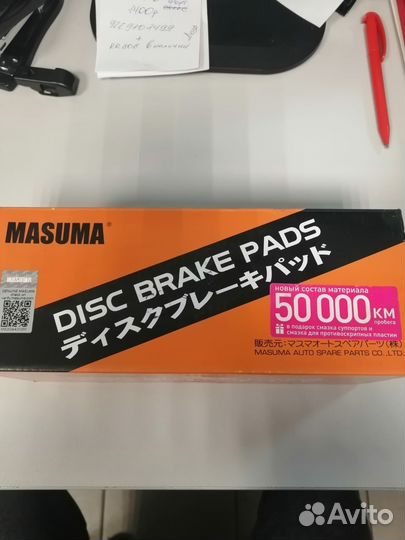 MASUMA®
DISC BRAKE PADS
ディスクブレーキパッド
новый состав материала
50 000 км
пробега
в подарок смазка суппортов и
смазка для противоскрипных пластин
販売元:マスマオートスペアパーツ(株)
MASUMA AUTO SPARE PARTS CO.,LTD.
MASUMA
Avito